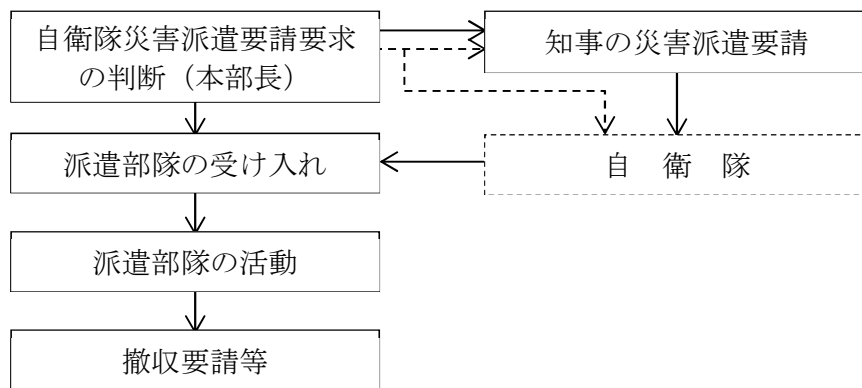 自衛隊災害派遣要請要求
の判断（本部長）
知事の災害派遣要請
派遣部隊の受け入れ
自　衛　隊
派遣部隊の活動
撤収要請等